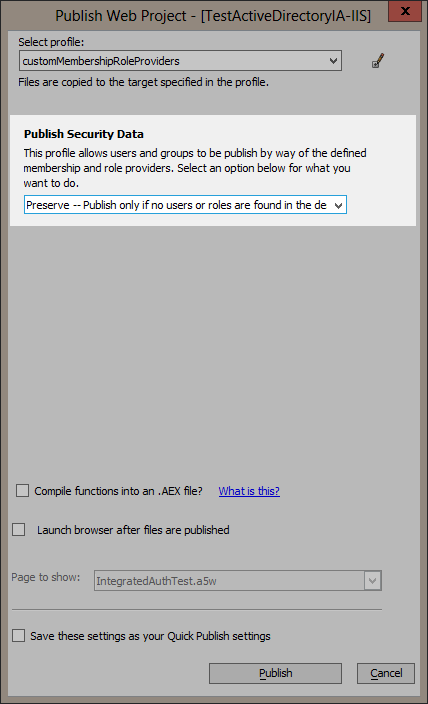 Publish Web Project - [TestActiveDirectoryIA-IIS]
x
Select profile:
customMembershipRoleProviders
Files are copied to the target specified in the profile.
Publish Security Data
This profile allows users and groups to be publish by way of the defined
membership and role providers. Select an option below for what you
want to do.
Preserve -- Publish only if no users or roles are found in the de
Compile functions into an .AEX file? What is this?
Launch browser after files are published
Page to show: IntegratedAuthTest.a5w
Save these settings as your Quick Publish settings
Publish Cancel